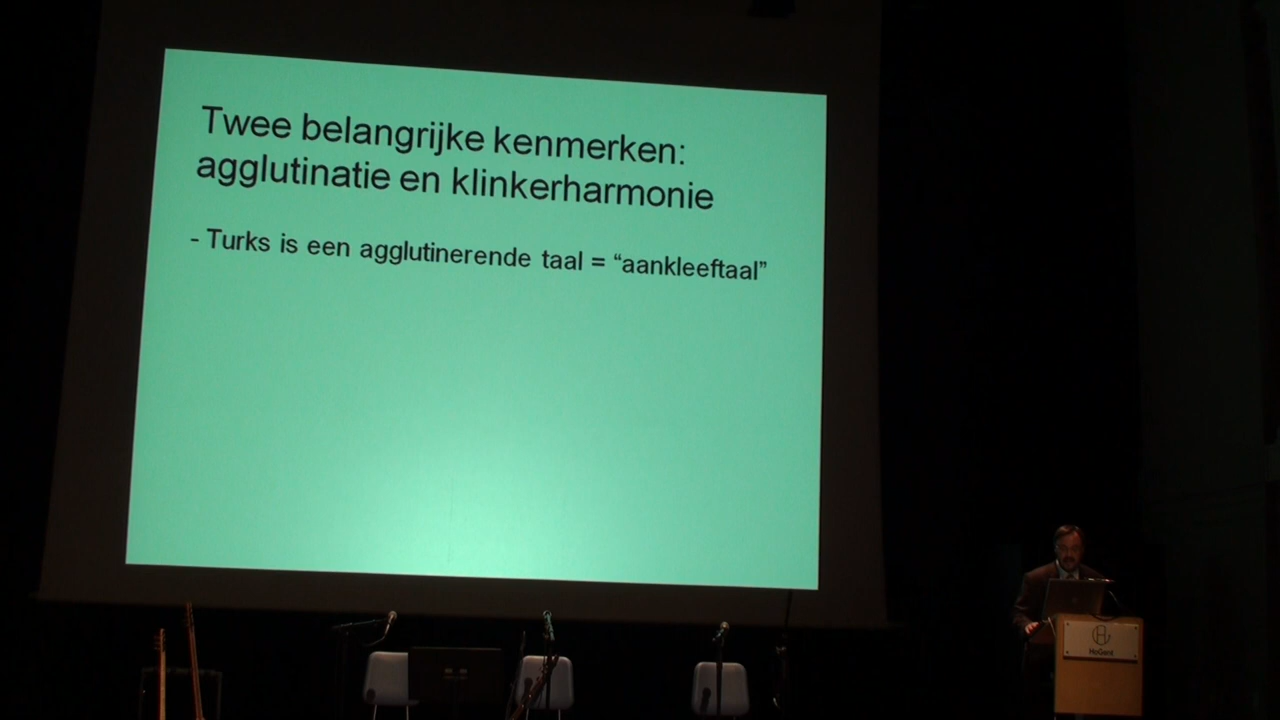 Twee belangrijke kenmerken:
agglutinatie en klinkerharmonie
- Turks is een agglutinerende taal = “aankleeftaal”
HoGent